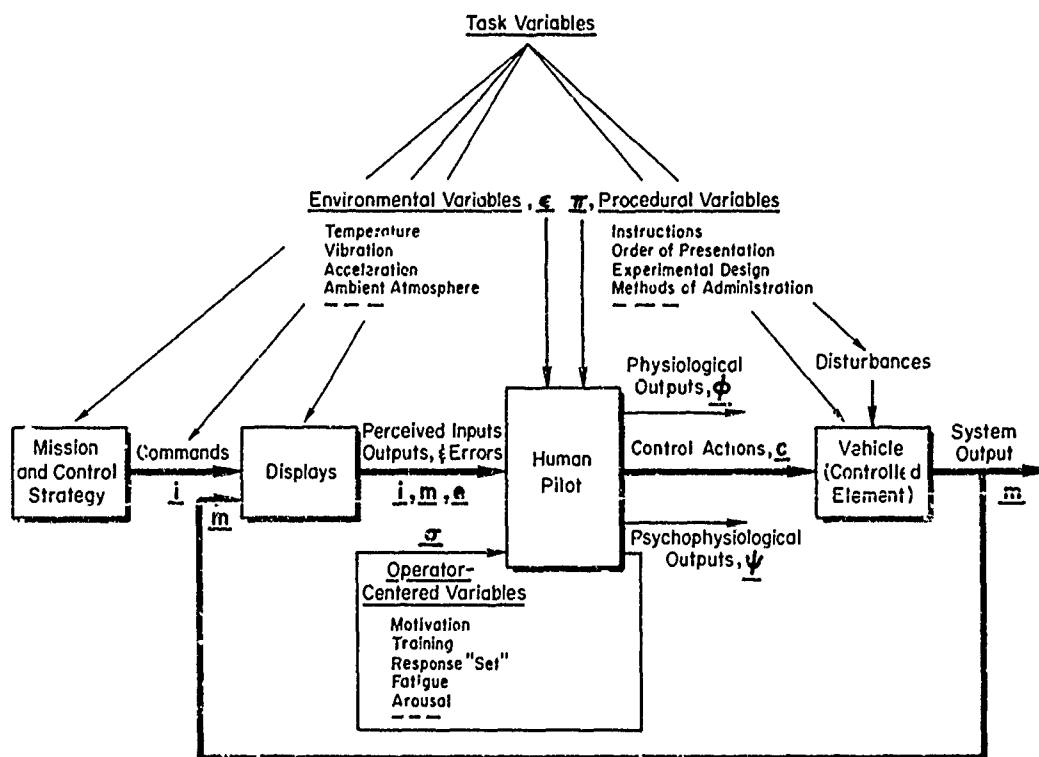 Task Variables
Environmental Variables, ϵ
π, Procedural Variables
Temperature
Vibration
Acceleration
Ambient Atmosphere
Instructions
Order of Presentation
Experimental Design
Methods of Administration
Physiological
Outputs, ϕ
Disturbances
Mission
and Control
Strategy
Commands
i
m
Displays
Perceived Inputs
Outputs, & Errors
i, m, e
Human
Pilot
Control Actions, c
Vehicle
(Controlled
Element)
System
Output
m
σ
Operator-
Centered Variables
Motivation
Training
Response "Set"
Fatigue
Arousal
Psychophysiological
Outputs, ψ